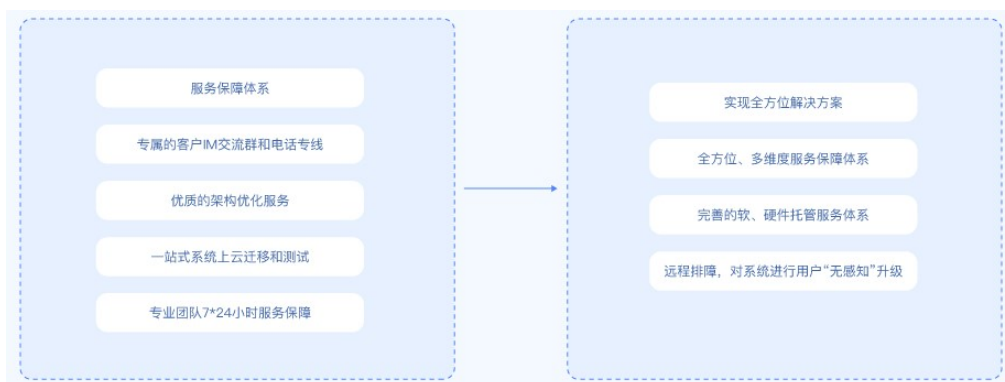 服务保障体系
专属的客户IM交流群和电话专线
优质的架构优化服务
一站式系统上云迁移和测试
专业团队7*24小时服务保障
实现全方位解决方案
全方位、多维度服务保障体系
完善的软、硬件托管服务体系
远程排障，对系统进行用户“无感知”升级